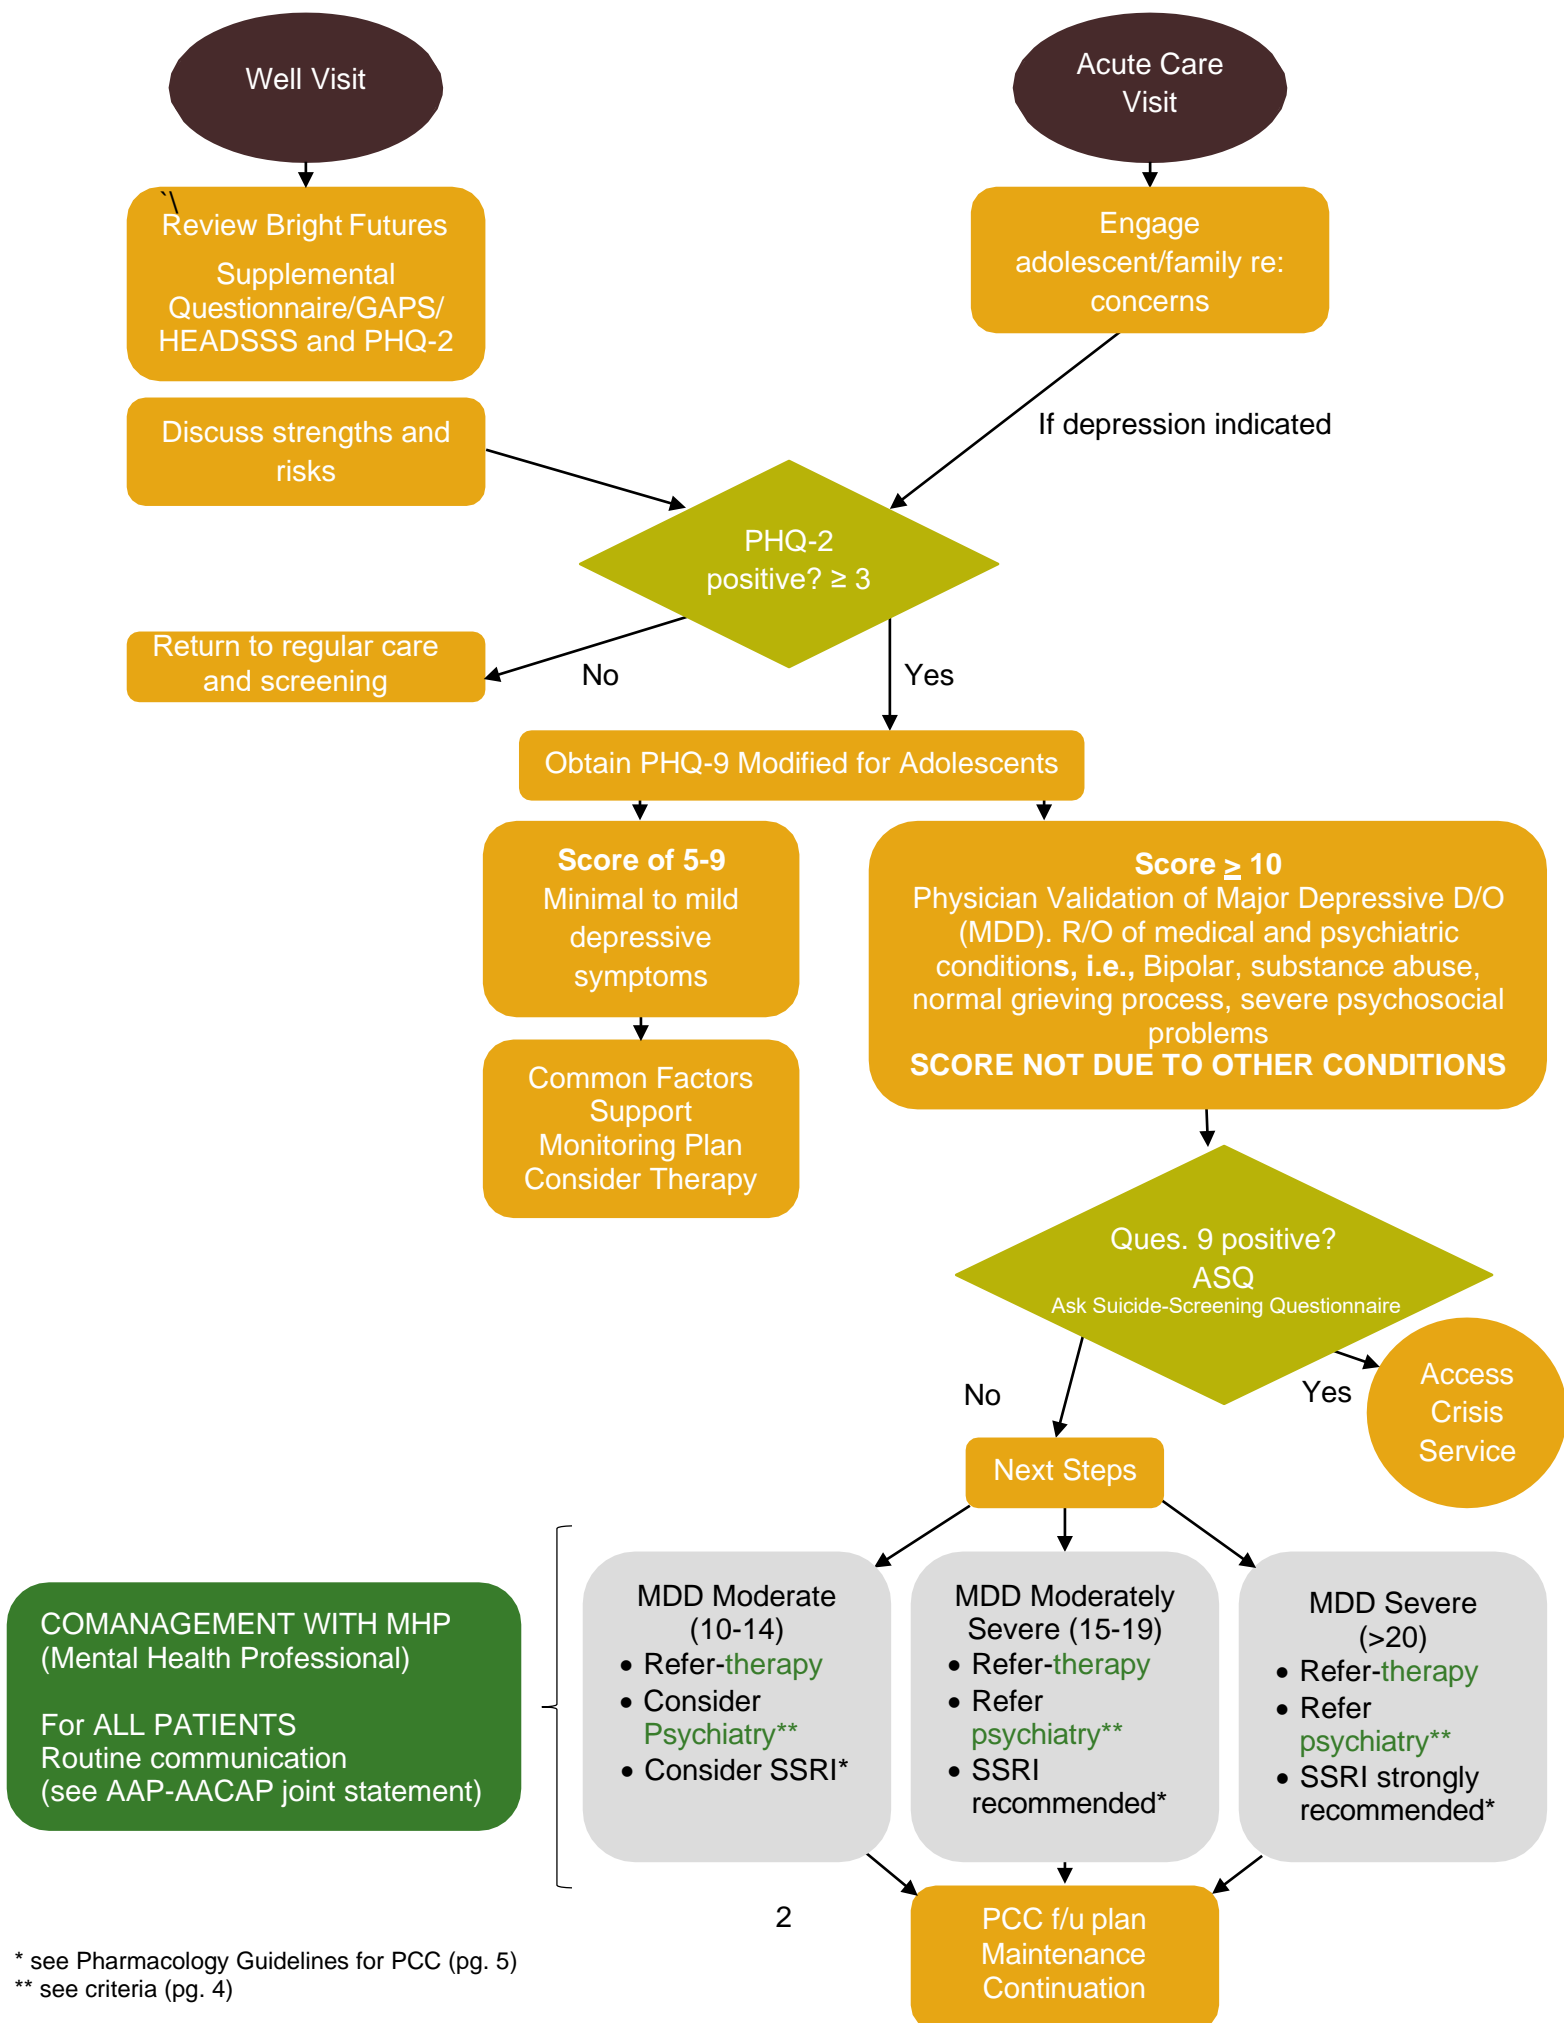 Well Visit
Acute Care
Visit
`\
Review Bright Futures
Supplemental
Questionnaire/GAPS/
HEADSSS and PHQ-2
Engage
adolescent/family re:
concerns
Discuss strengths and
risks
If depression indicated
PHQ-2
positive? ≥ 3
Return to regular care
and screening
No
Yes
Obtain PHQ-9 Modified for Adolescents
Score of 5-9
Minimal to mild
depressive
symptoms
Score ≥ 10
Physician Validation of Major Depressive D/O
(MDD). R/O of medical and psychiatric
conditions, i.e., Bipolar, substance abuse,
normal grieving process, severe psychosocial
problems
SCORE NOT DUE TO OTHER CONDITIONS
Common Factors
Support
Monitoring Plan
Consider Therapy
Ques. 9 positive?
ASQ
Ask Suicide-Screening Questionnaire
No
Yes
Access
Crisis
Service
Next Steps
COMANAGEMENT WITH MHP
(Mental Health Professional)
For ALL PATIENTS
Routine communication
(see AAP-AACAP joint statement)
MDD Moderate
(10-14)
• Refer-therapy
• Consider
Psychiatry**
• Consider SSRI*
MDD Moderately
Severe (15-19)
• Refer-therapy
• Refer
psychiatry**
• SSRI
recommended*
MDD Severe
(>20)
• Refer-therapy
• Refer
psychiatry**
• SSRI strongly
recommended*
2
PCC f/u plan
Maintenance
Continuation
* see Pharmacology Guidelines for PCC (pg. 5)
** see criteria (pg. 4)